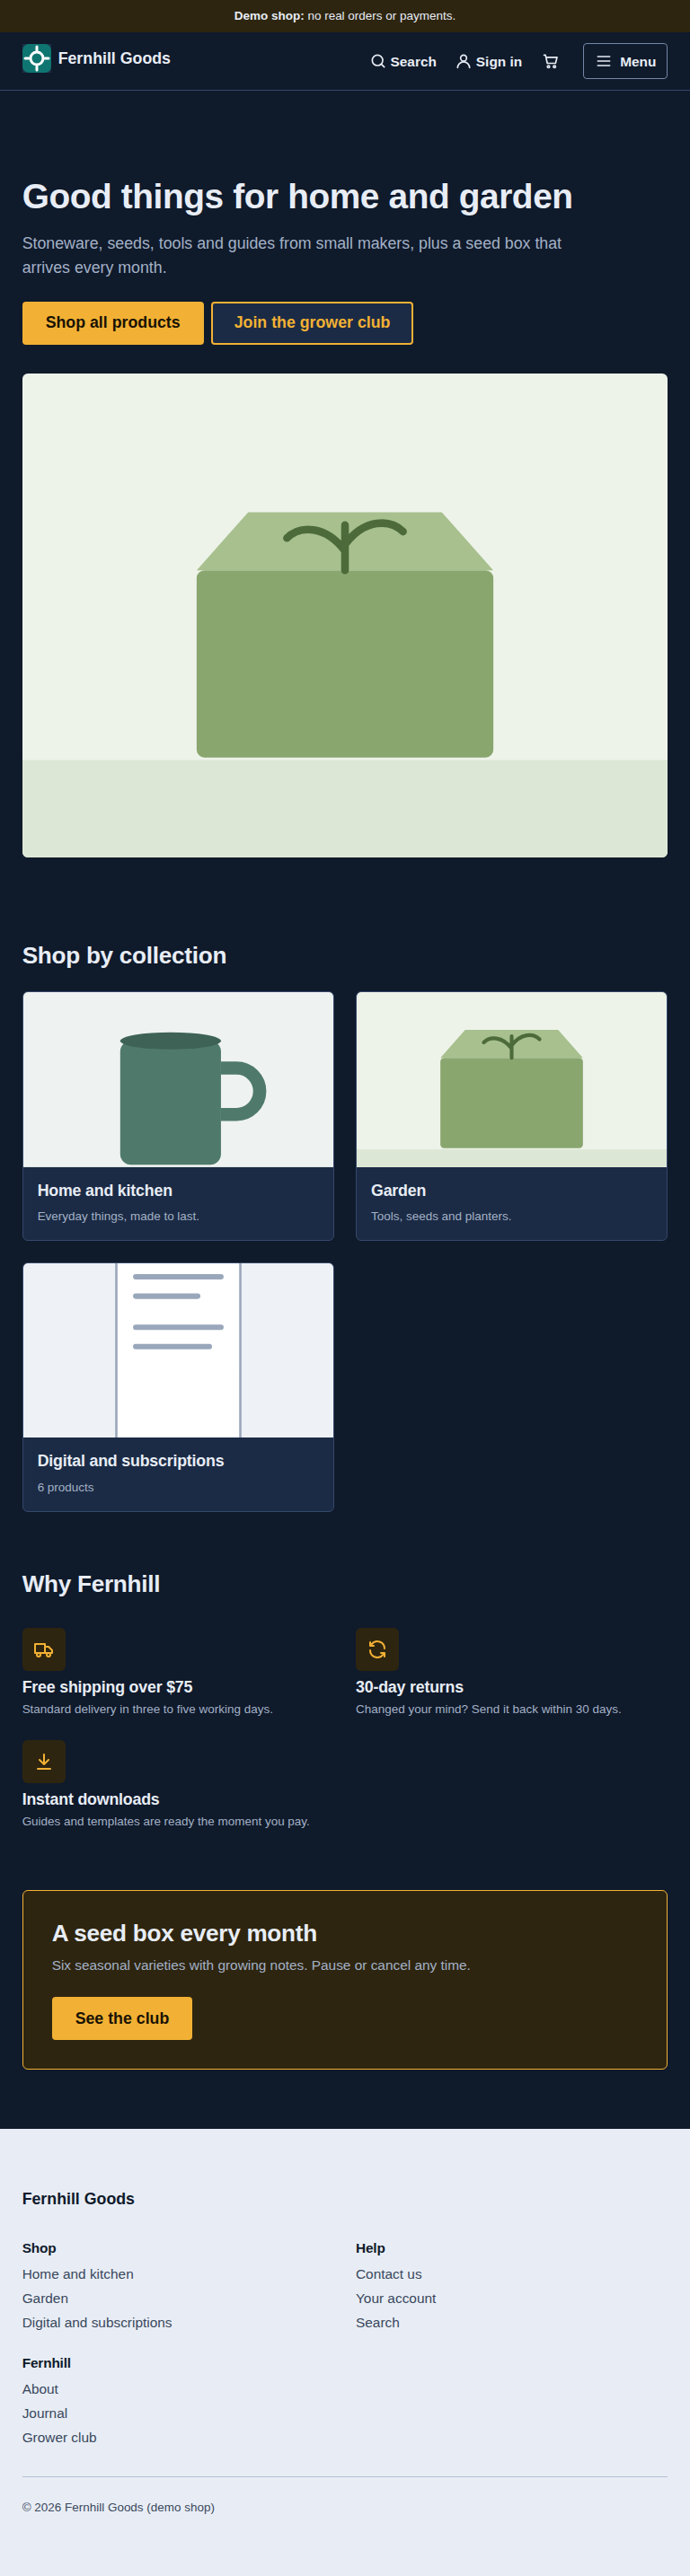 Demo shop: no real orders or payments.
Fernhill Goods
Search
Sign in
Menu
Good things for home and garden
Stoneware, seeds, tools and guides from small makers, plus a seed box that
arrives every month.
Shop all products
Join the grower club
Shop by collection
Home and kitchen
Everyday things, made to last.
Garden
Tools, seeds and planters.
Digital and subscriptions
6 products
Why Fernhill
Free shipping over $75
Standard delivery in three to five working days.
30-day returns
Changed your mind? Send it back within 30 days.
Instant downloads
Guides and templates are ready the moment you pay.
A seed box every month
Six seasonal varieties with growing notes. Pause or cancel any time.
See the club
Fernhill Goods
Shop
Home and kitchen
Garden
Digital and subscriptions
Help
Contact us
Your account
Search
Fernhill
About
Journal
Grower club
© 2026 Fernhill Goods (demo shop)